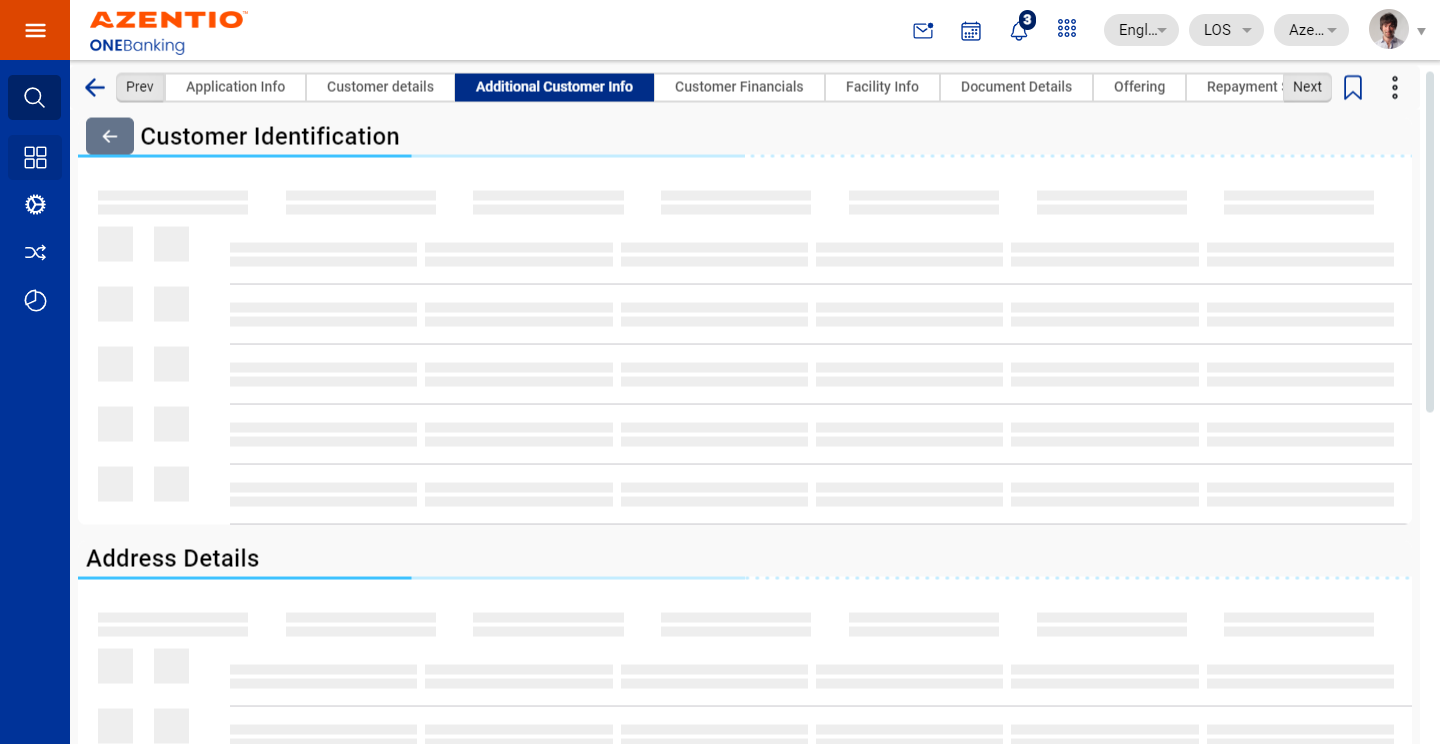 AZENTIO™
ONEBanking
3
Engl...
LOS
Aze...
Prev
Application Info
Customer details
Additional Customer Info
Customer Financials
Facility Info
Document Details
Offering
Repayment
Next
Customer Identification
Address Details